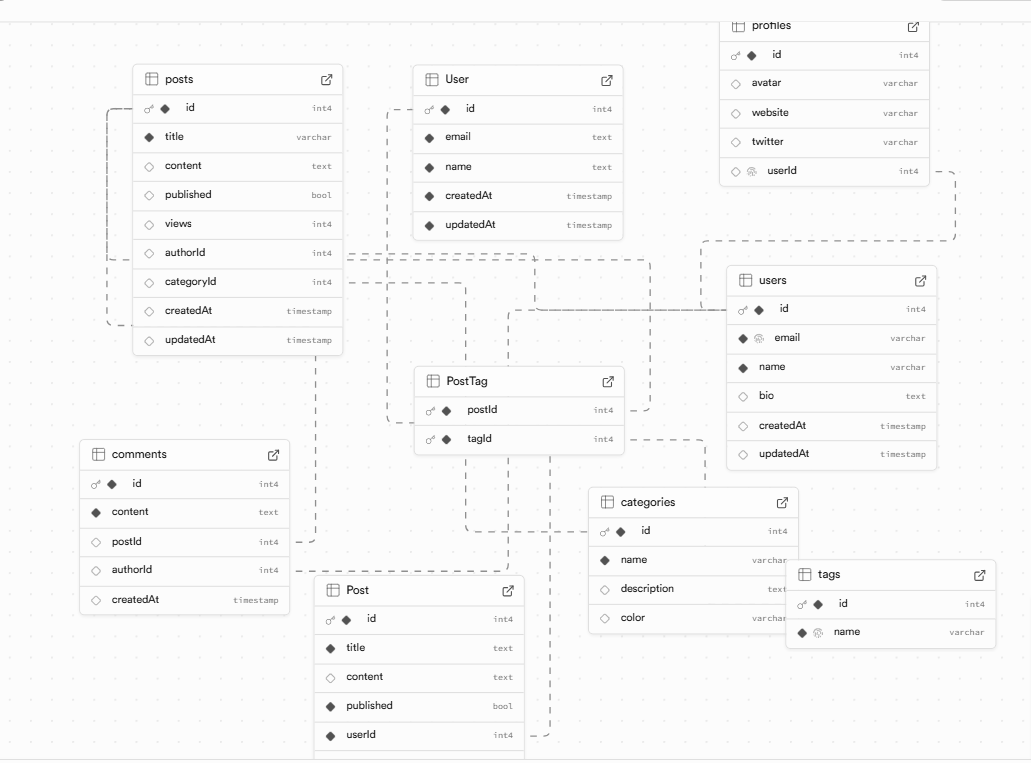 profiles
id int4
avatar varchar
website varchar
twitter varchar
userId int4
posts
id int4
title varchar
content text
published bool
views int4
authorId int4
categoryId int4
createdAt timestamp
updatedAt timestamp
User
id int4
email text
name text
createdAt timestamp
updatedAt timestamp
users
id int4
email varchar
name varchar
bio text
createdAt timestamp
updatedAt timestamp
PostTag
postId int4
tagId int4
comments
id int4
content text
postId int4
authorId int4
createdAt timestamp
categories
id int4
name varchar
description text
color varchar
tags
id int4
name varchar
Post
id int4
title text
content text
published bool
userId int4